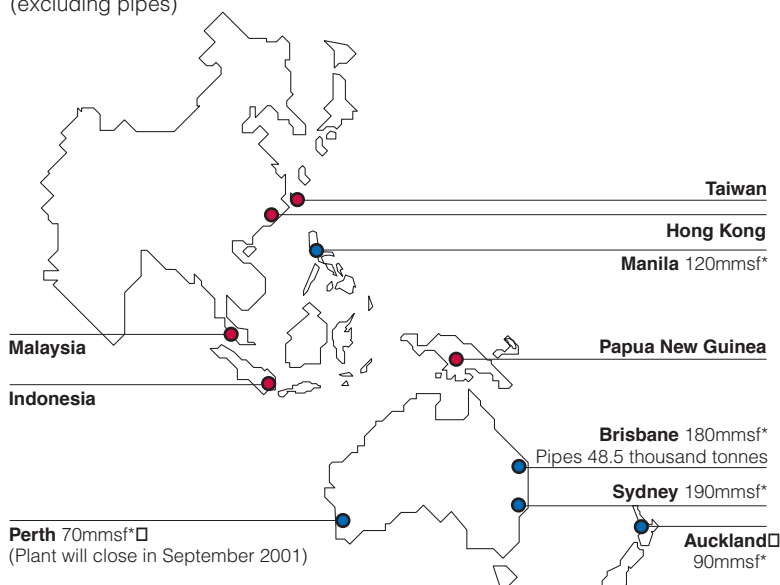 (excluding pipes)
Taiwan
Hong Kong
Manila 120mmsf*
Malaysia
Papua New Guinea
Indonesia
Brisbane 180mmsf*
Pipes 48.5 thousand tonnes
Sydney 190mmsf*
Perth 70mmsf*□
(Plant will close in September 2001)
Auckland□
90mmsf*